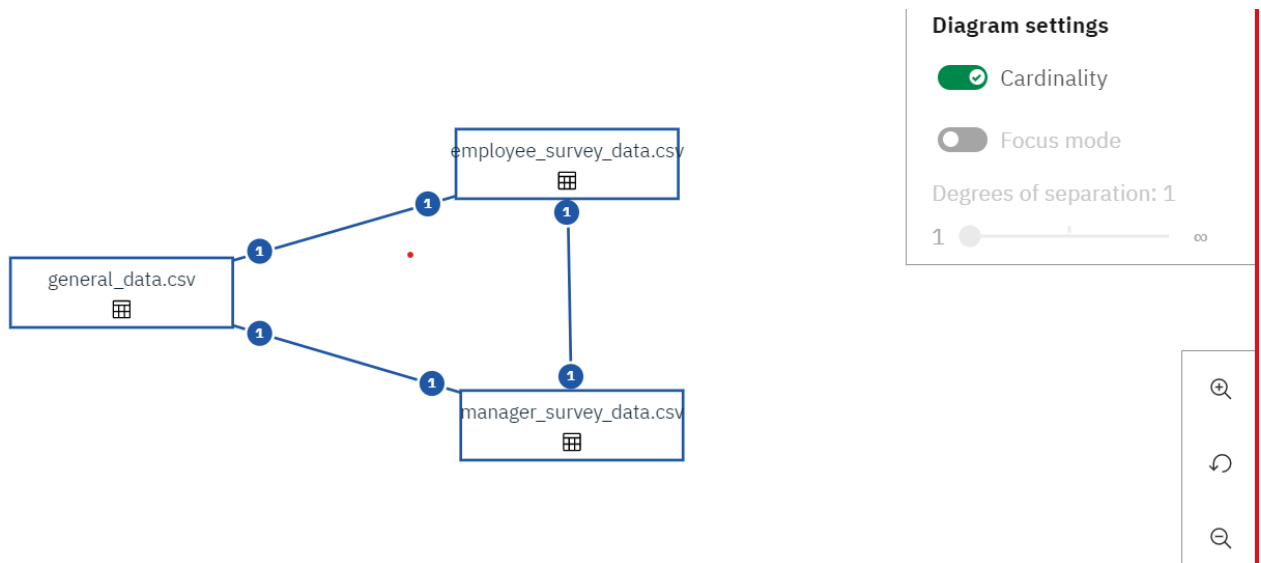 Diagram settings
Cardinality
Focus mode
Degrees of separation: 1
1 ∞
employee_survey_data.csv
1
1
1
general_data.csv
1
1
1
manager_survey_data.csv